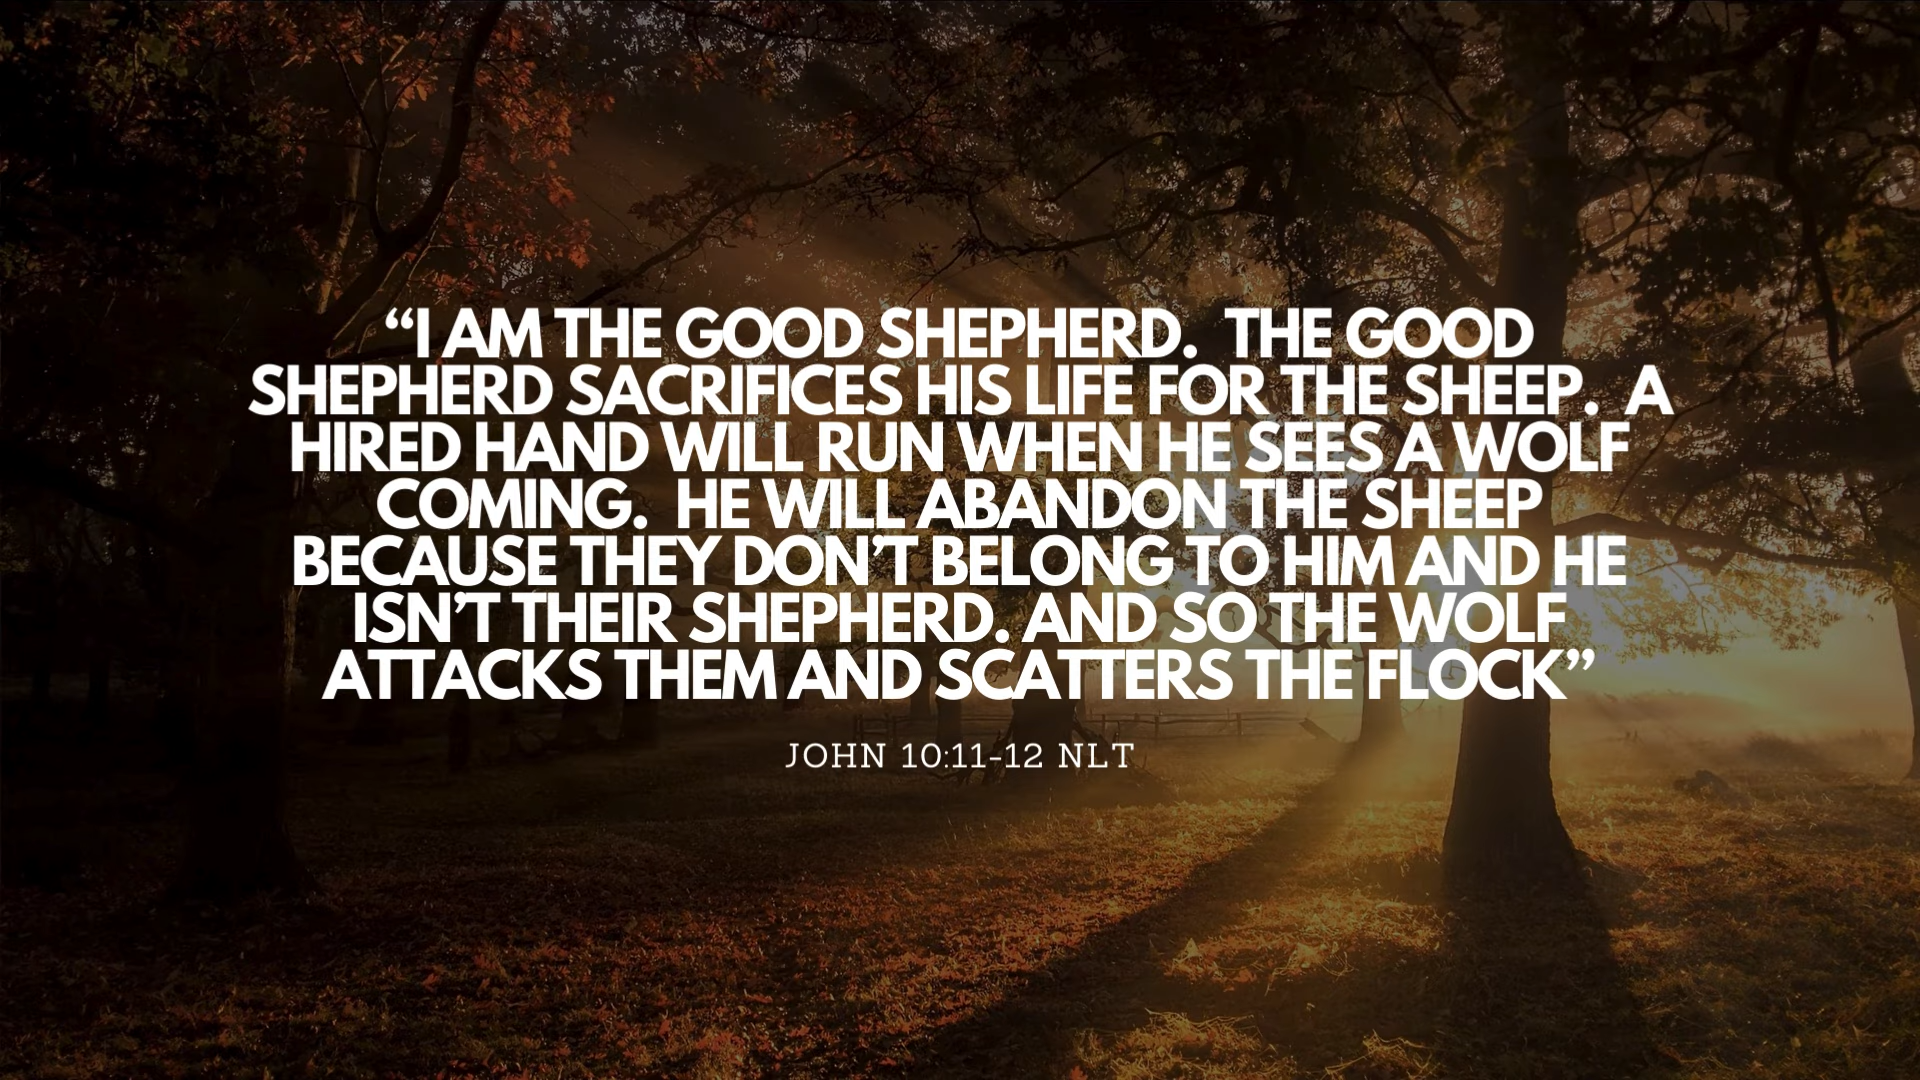 “I AM THE GOOD SHEPHERD.  THE GOOD
SHEPHERD SACRIFICES HIS LIFE FOR THE SHEEP.  A
HIRED HAND WILL RUN WHEN HE SEES A WOLF
COMING.  HE WILL ABANDON THE SHEEP
BECAUSE THEY DON’T BELONG TO HIM AND HE
ISN’T THEIR SHEPHERD. AND SO THE WOLF
ATTACKS THEM AND SCATTERS THE FLOCK”
JOHN 10:11-12 NLT